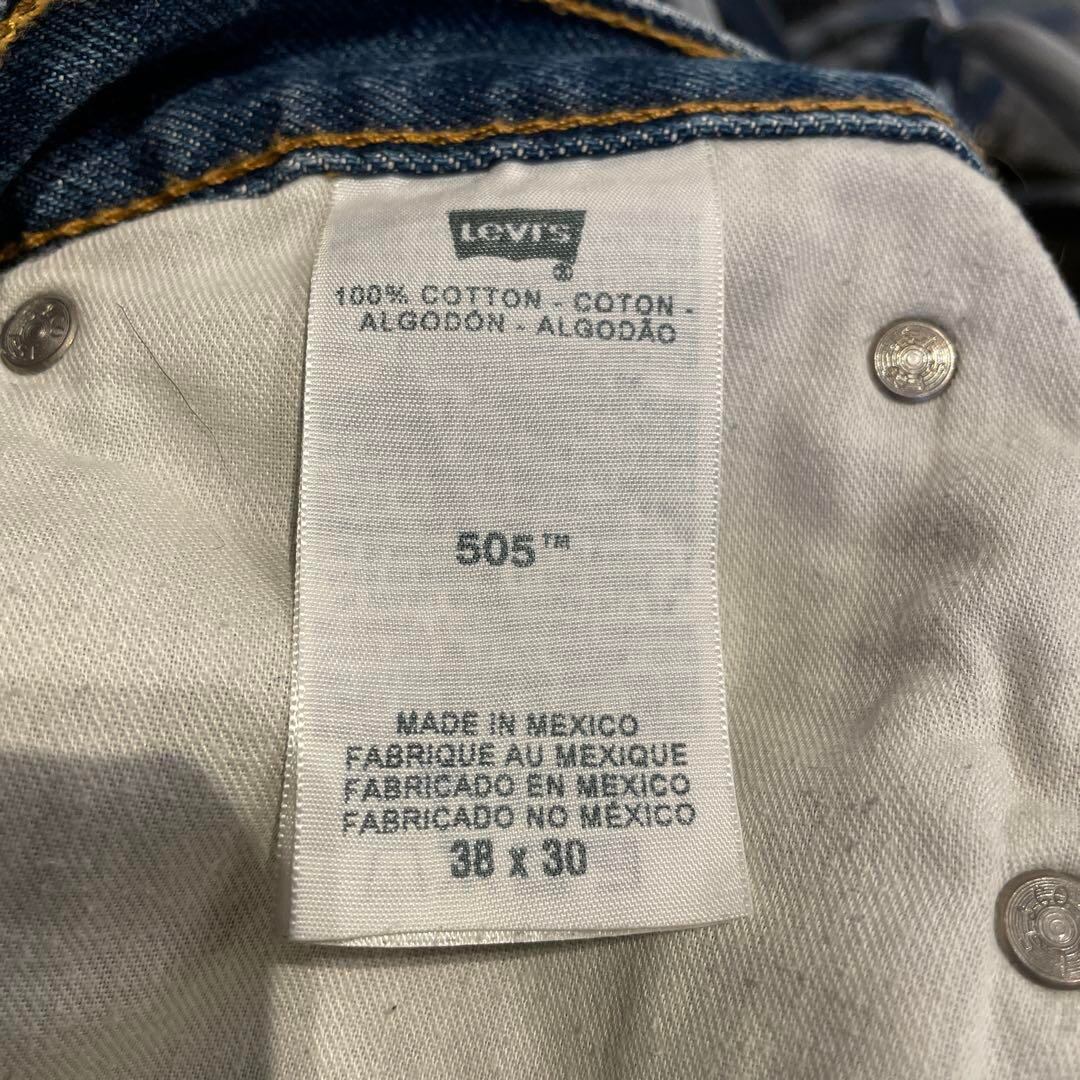 Levi's
®
100% COTTON - COTON -
ALGODÓN - ALGODÃO
505™
MADE IN MEXICO
FABRIQUE AU MEXIQUE
FABRICADO EN MEXICO
FABRICADO NO MÉXICO
38 x 30